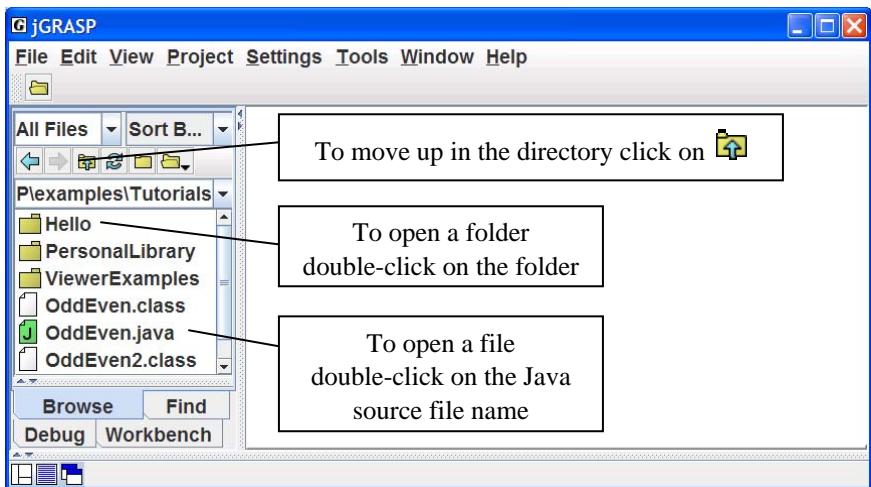 jGRASP
File Edit View Project Settings Tools Window Help
All Files Sort B...
To move up in the directory click on
P\examples\Tutorials
Hello
PersonalLibrary
ViewerExamples
OddEven.class
OddEven.java
OddEven2.class
To open a folder
double-click on the folder
To open a file
double-click on the Java
source file name
Browse Find
Debug Workbench